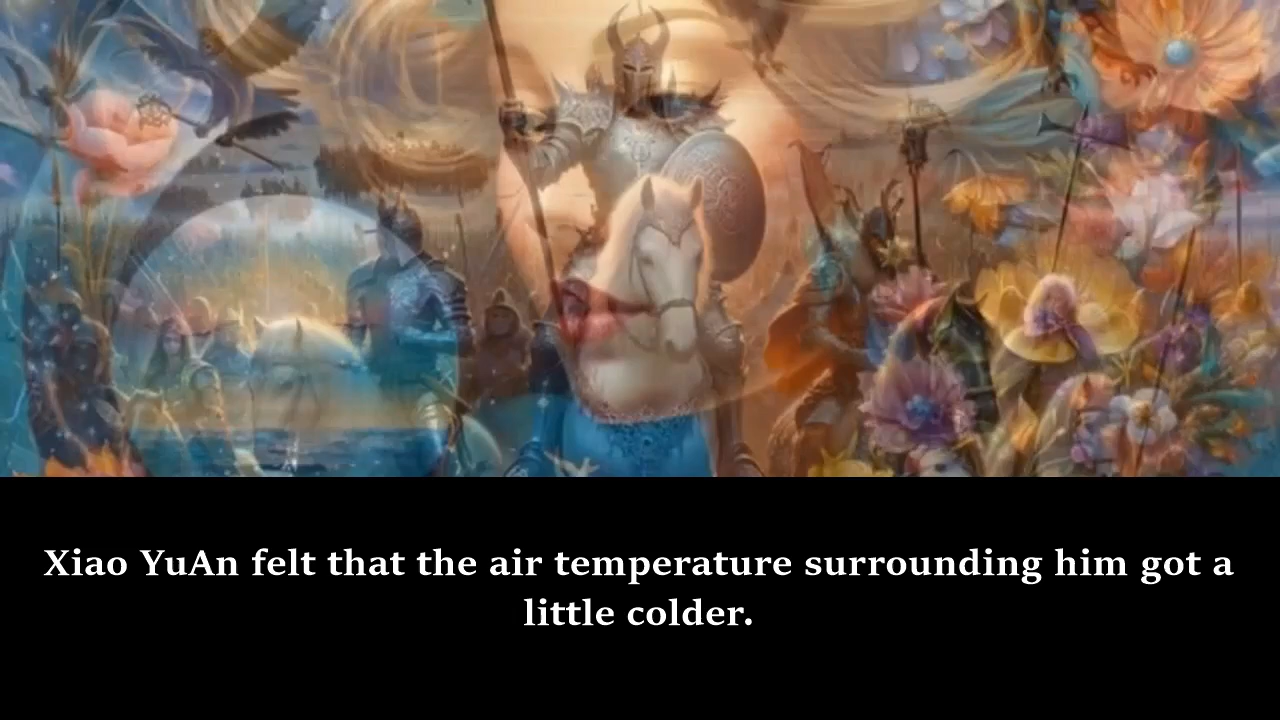 Xiao YuAn felt that the air temperature surrounding him got a
little colder.